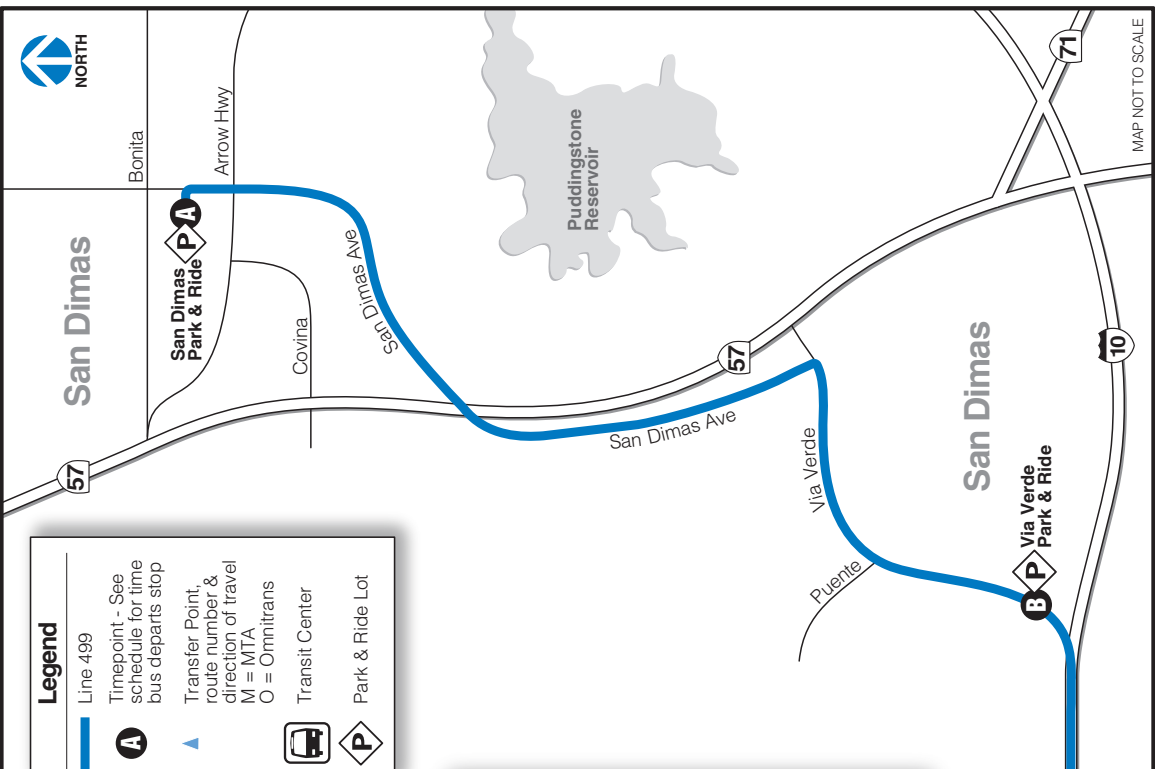 NORTH
Bonita
Arrow Hwy
San Dimas
San Dimas
Park & Ride
P
A
San Dimas Ave
Covina
Puddingstone
Reservoir
57
57
San Dimas Ave
Via Verde
Puente
San Dimas
Via Verde
Park & Ride
B
P
10
71
MAP NOT TO SCALE
Legend
Line 499
A
Timepoint - See
schedule for time
bus departs stop
Transfer Point,
route number &
direction of travel
M = MTA
O = Omnitrans
Transit Center
P
Park & Ride Lot